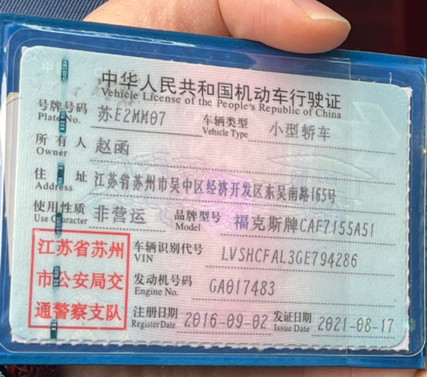 中华人民共和国机动车行驶证
Vehicle License of the People's Republic of China
号牌号码 苏E2MM07 车辆类型 小型轿车
Plate No. Vehicle Type
所有人 赵函
Owner
住址 江苏省苏州市吴中区经济开发区东吴南路165号
Address
使用性质 非营运 品牌型号 福克斯牌CAF7155A51
Use Character Model
江苏省苏州 车辆识别代号 LVSHCFAL3GE794286
VIN
市公安局交 发动机号码 GA017483
Engine No.
通警察支队 注册日期 2016-09-02 发证日期 2021-08-17
Register Date Issue Date